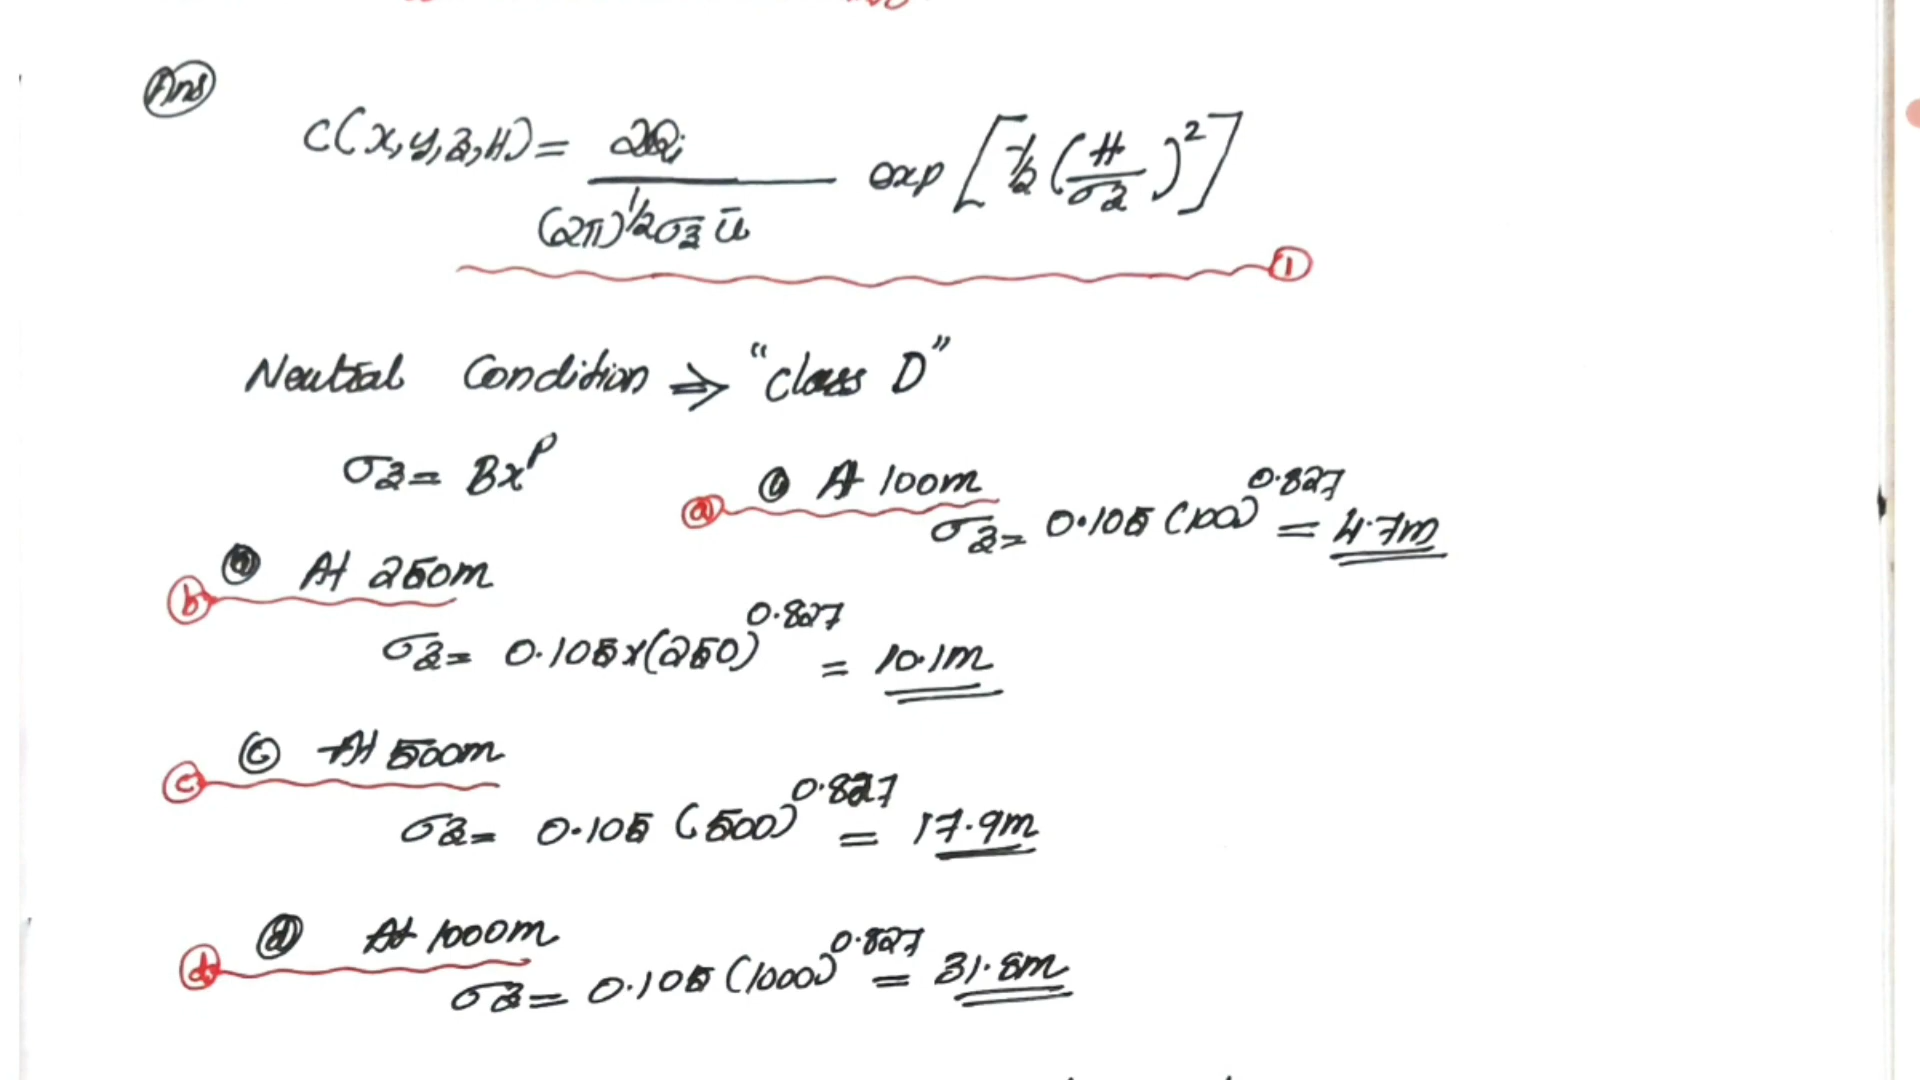 Ans
C(x,y,z,H) = 2Qi / (2π)^1/2 σz ū exp [-1/2 (H/σz)^2]
1
Neutral Condition ⇒ "class D"
σz = Bx^P
a At 100m
σz = 0.105 (100)^0.827 = 4.7m
b At 250m
σz = 0.105x(250)^0.827 = 10.1m
c c At 500m
σz = 0.105 (500)^0.827 = 17.9m
d d At 1000m
σz = 0.105 (1000)^0.827 = 31.8m